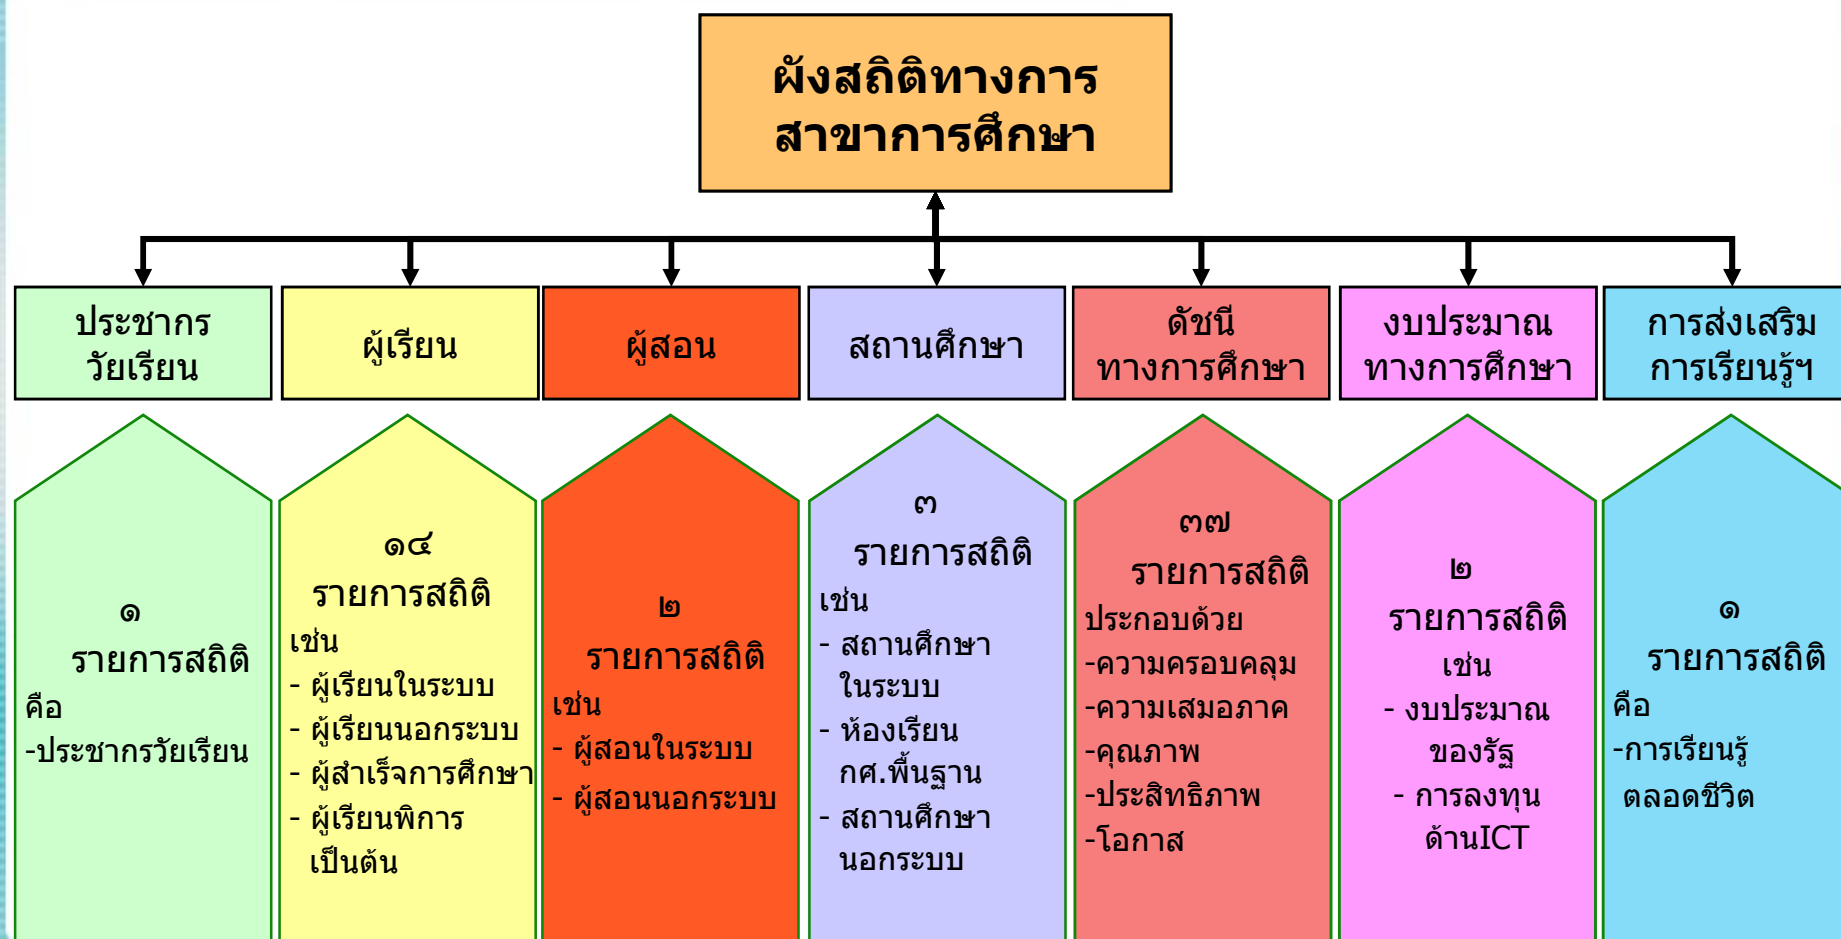 ผังสถิติทางการ
สาขาการศึกษา
ประชากร
วัยเรียน
ผู้เรียน
ผู้สอน
สถานศึกษา
ดัชนี
ทางการศึกษา
งบประมาณ
ทางการศึกษา
การส่งเสริม
การเรียนรู้ฯ
๑
รายการสถิติ
คือ
-ประชากรวัยเรียน
๑๔
รายการสถิติ
เช่น
- ผู้เรียนในระบบ
- ผู้เรียนนอกระบบ
- ผู้สำเร็จการศึกษา
- ผู้เรียนพิการ
เป็นต้น
๒
รายการสถิติ
เช่น
- ผู้สอนในระบบ
- ผู้สอนนอกระบบ
๓
รายการสถิติ
เช่น
- สถานศึกษา
ในระบบ
- ห้องเรียน
กศ.พื้นฐาน
- สถานศึกษา
นอกระบบ
๓๗
รายการสถิติ
ประกอบด้วย
-ความครอบคลุม
-ความเสมอภาค
-คุณภาพ
-ประสิทธิภาพ
-โอกาส
๒
รายการสถิติ
เช่น
- งบประมาณ
ของรัฐ
- การลงทุน
ด้านICT
๑
รายการสถิติ
คือ
-การเรียนรู้
ตลอดชีวิต